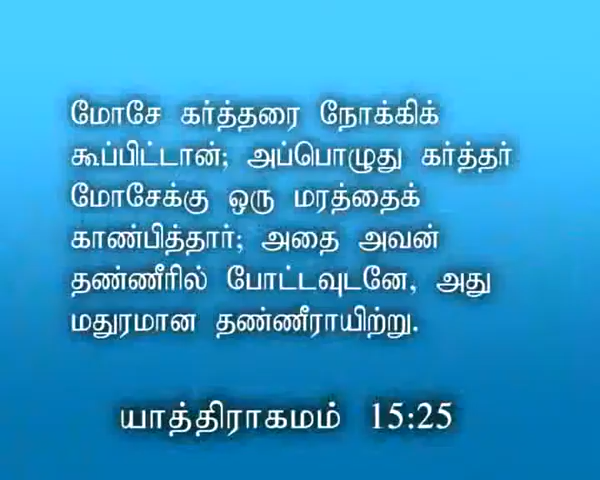 மோசே கர்த்தரை நோக்கிக்
கூப்பிட்டான்; அப்பொழுது கர்த்தர்
மோசேக்கு ஒரு மரத்தைக்
காண்பித்தார்; அதை அவன்
தண்ணீரில் போட்டவுடனே, அது
மதுரமான தண்ணீராயிற்று.
யாத்திராகமம் 15:25